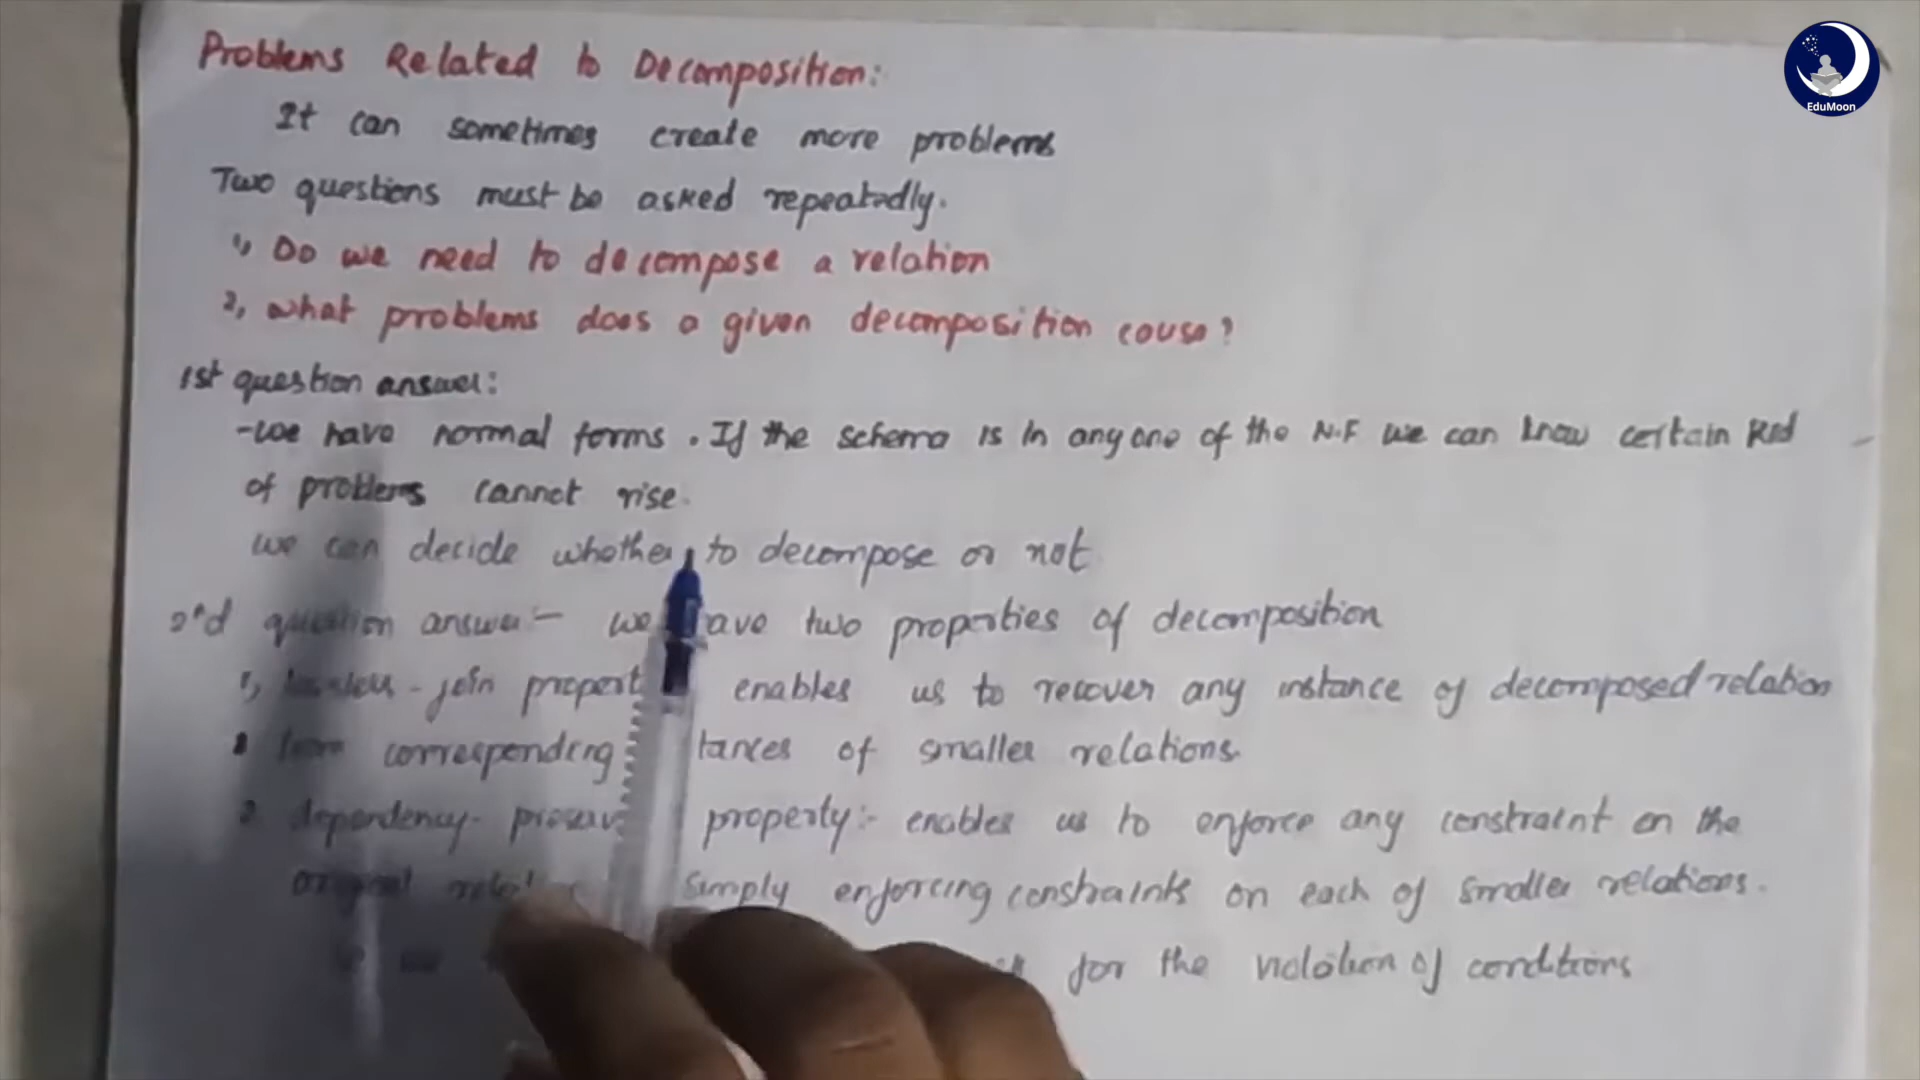 Problems Related to Decomposition:
It can sometimes create more problems
Two questions must be asked repeatedly.
1, Do we need to decompose a relation
2, what problems does a given decomposition couse?
1st question answer:
-we have normal forms. If the schema is in any one of the N.F we can know certain kind
of problems cannot rise.
we can decide whether to decompose or not
2nd question answer:- we have two properties of decomposition
1, join property enables us to recover any instance of decomposed relation
from corresponding of smaller relations.
2 dependency- property:- enables us to enforce any constraint on the
original simply enforcing constraints on each of smaller relations.
for the violation of conditions
EduMoon